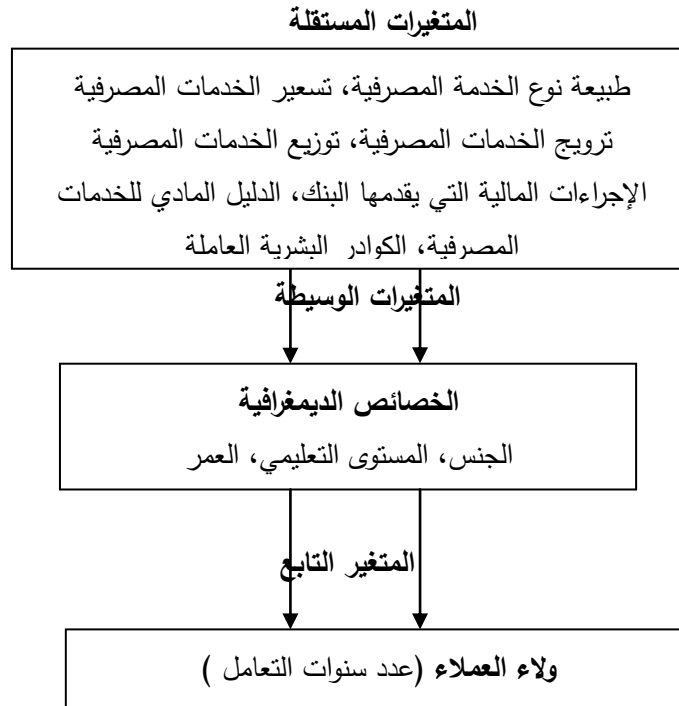 المتغيرات المستقلة
طبيعة نوع الخدمة المصرفية، تسعير الخدمات المصرفية
ترويج الخدمات المصرفية، توزيع الخدمات المصرفية
الإجراءات المالية التي يقدمها البنك، الدليل المادي للخدمات
المصرفية، الكوادر البشرية العاملة
المتغيرات الوسيطة
الخصائص الديمغرافية
الجنس، المستوى التعليمي، العمر
المتغير التابع
ولاء العملاء (عدد سنوات التعامل )